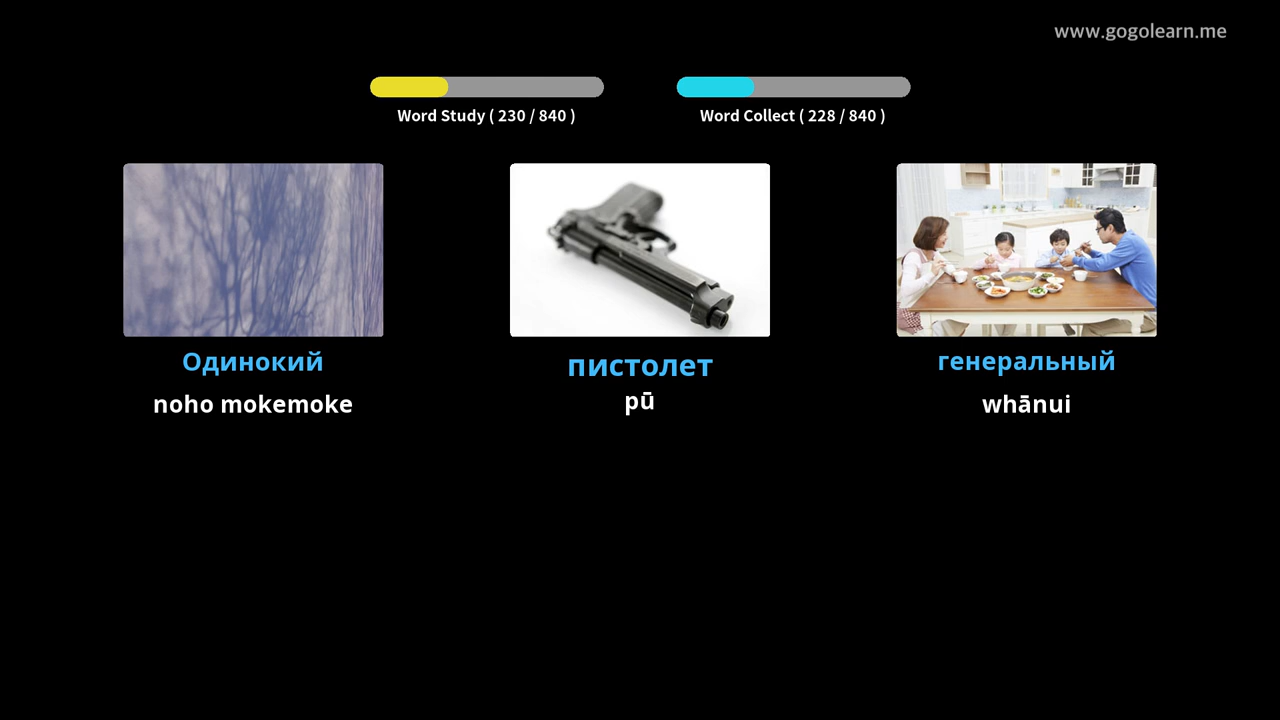 www.gogolearn.me
Word Study ( 230 / 840 )
Word Collect ( 228 / 840 )
Одинокий
noho mokemoke
пистолет
pū
генеральный
whānui